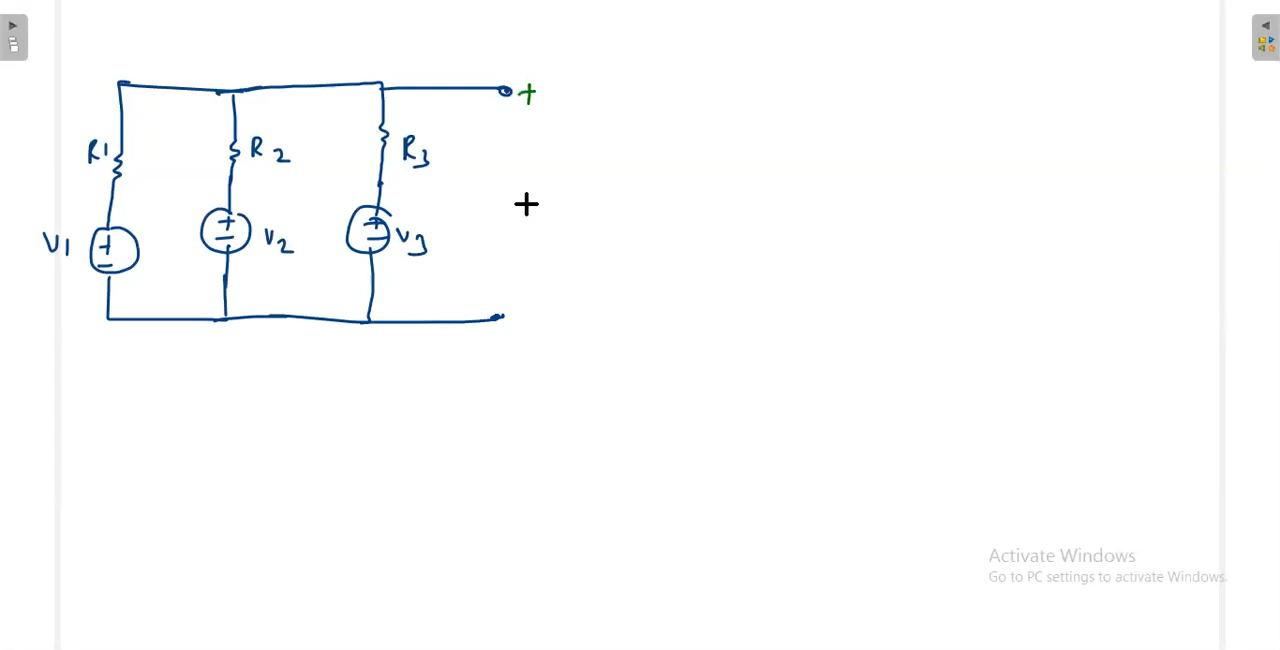 +
R1
R2
R3
+
+
+
V1
+
V2
V3
Activate Windows
Go to PC settings to activate Windows.